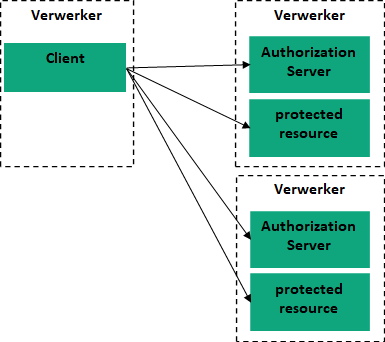 Verwerker
Client
Verwerker
Authorization
Server
protected
resource
Verwerker
Authorization
Server
protected
resource